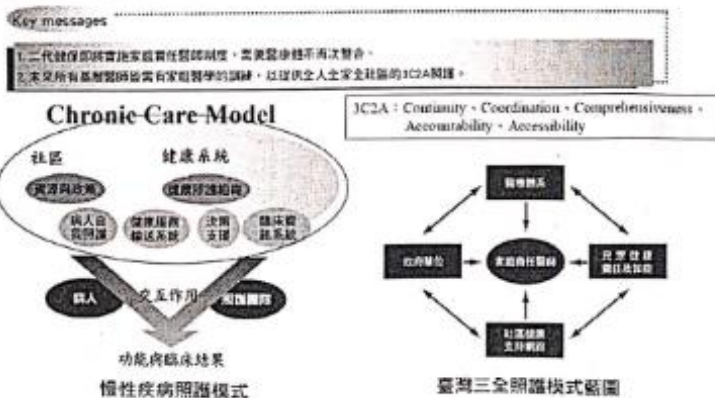 Key messages
1.二代健保即將實施家庭責任醫師制度，需要醫療體系再次整合。
2.未來所有基層醫師皆需有家庭醫學的訓練，以提供全人全家全社區的3C2A照護。
Chronic Care Model
3C2A：Continuity、Coordination、Comprehensiveness、
Accountability、Accessibility
社區
健康系統
資源與政策
健康照護組織
病人自
我照護
健康服務
輸送系統
決策
支援
臨床資
訊系統
病人
交互作用
照護團隊
功能與臨床結果
慢性疾病照護模式
醫療體系
政府單位
家庭責任醫師
民眾健康
社區健康
支持網路
臺灣三全照護模式藍圖